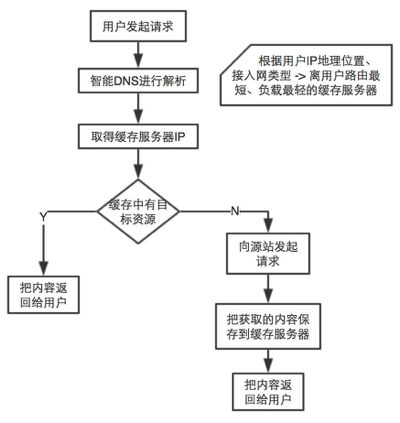 用户发起请求
智能DNS进行解析
根据用户IP地理位置、
接入网类型 -> 离用户路由最
短、负载最轻的缓存服务器
取得缓存服务器IP
缓存中有目
标资源
Y
N
向源站发起
请求
把内容返
回给用户
把获取的内容保
存到缓存服务器
把内容返
回给用户